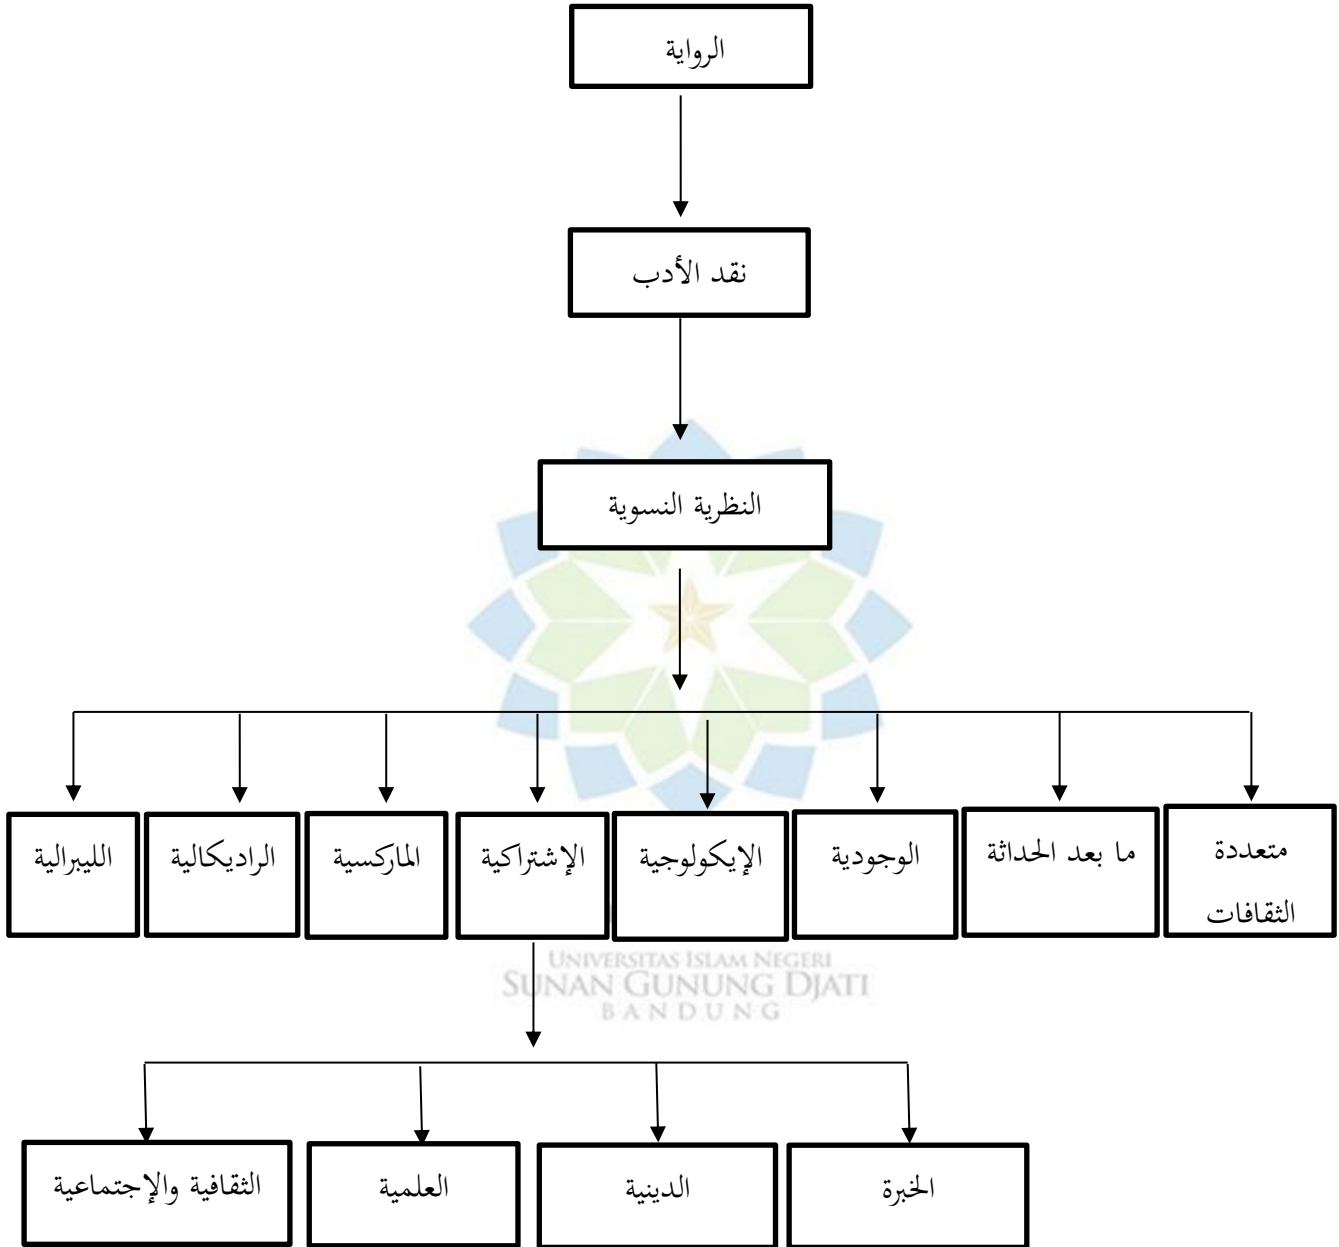 الرواية
نقد الأدب
النظرية النسوية
متعددة
الثقافات
ما بعد الحداثة
الوجودية
الإيكولوجية
الإشتراكية
الماركسية
الراديكالية
الليبرالية
UNIVERSITAS ISLAM NEGERI
SUNAN GUNUNG DJATI
BANDUNG
الخبرة
الدينية
العلمية
الثقافية والإجتماعية